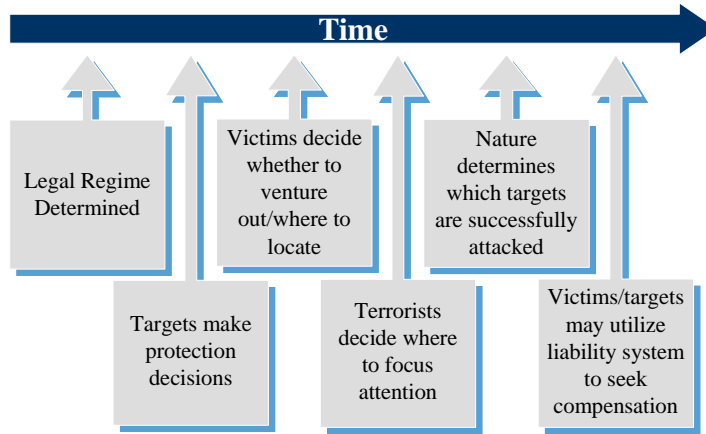 Time
Legal Regime
Determined
Targets make
protection
decisions
Victims decide
whether to
venture
out/where to
locate
Terrorists
decide where
to focus
attention
Nature
determines
which targets
are successfully
attacked
Victims/targets
may utilize
liability system
to seek
compensation